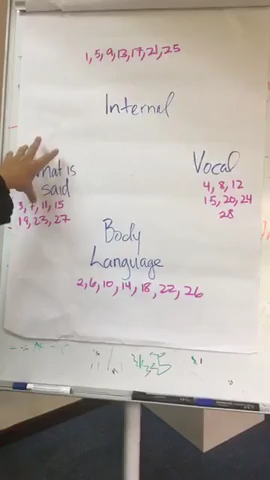 1, 5, 9, 13, 17, 21, 25
Internal
What is
said
3, 7, 11, 15
19, 23, 27
Vocal
4, 8, 12
15, 20, 24
28
Body
Language
2, 6, 10, 14, 18, 22, 26